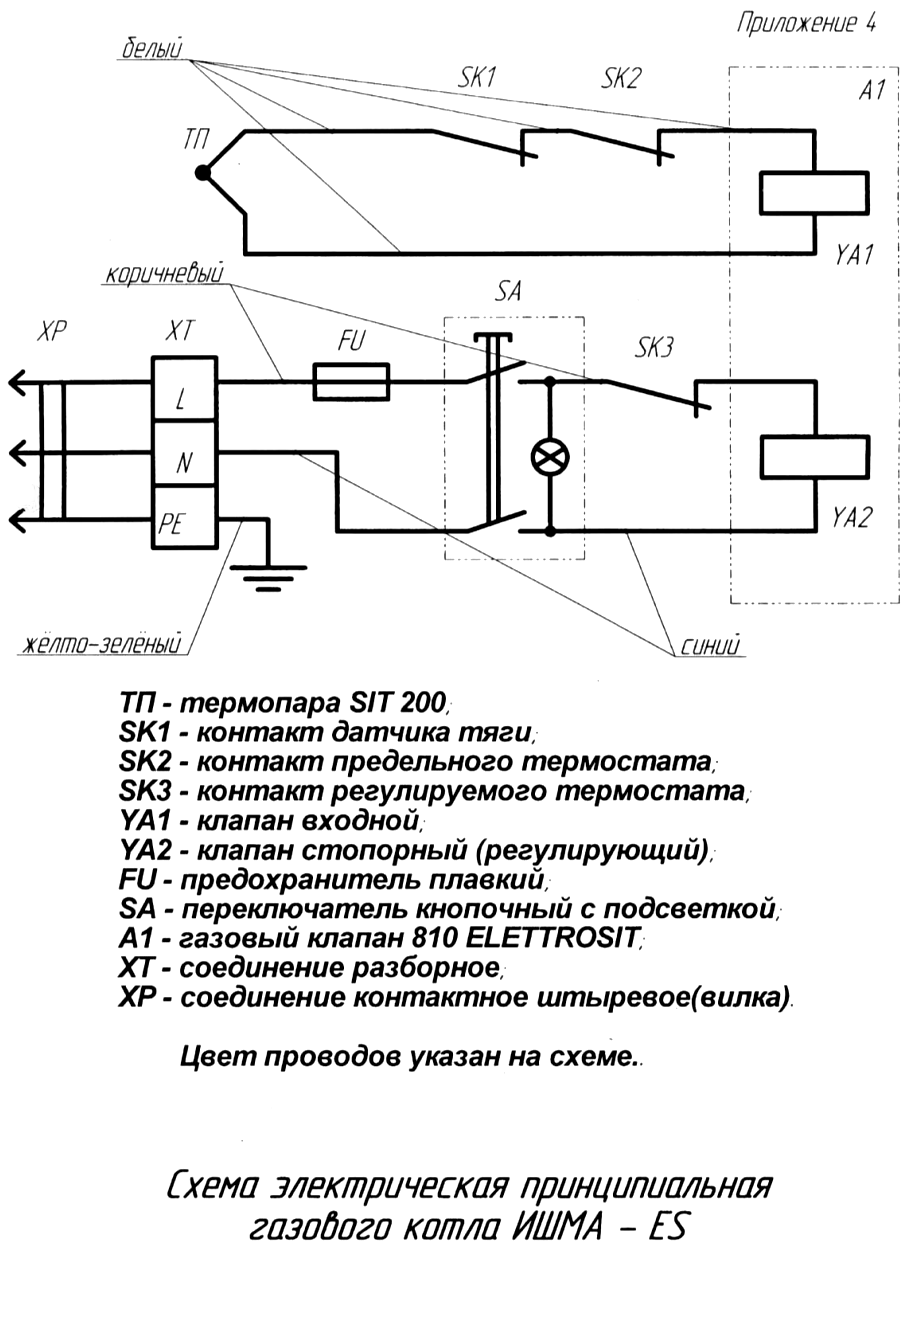 Приложение 4
белый
SK1
SK2
A1
ТП
YA1
коричневый
SA
XP
XT
FU
SK3
L
N
PE
YA2
жёлто-зелёный
синий
ТП - термопара SIT 200;
SK1 - контакт датчика тяги;
SK2 - контакт предельного термостата;
SK3 - контакт регулируемого термостата;
YA1 - клапан входной;
YA2 - клапан стопорный (регулирующий);
FU - предохранитель плавкий;
SA - переключатель кнопочный с подсветкой;
A1 - газовый клапан 810 ELETTROSIT;
XT - соединение разборное;
XP - соединение контактное штыревое(вилка).
Цвет проводов указан на схеме..
Схема электрическая принципиальная
газового котла ИШМА - ES